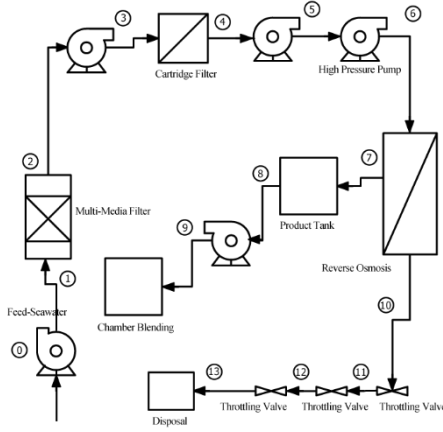 3
4
5
6
Cartridge Filter
High Pressure Pump
2
7
8
Multi-Media Filter
Product Tank
9
Reverse Osmosis
1
Feed-Seawater
Chamber Blending
10
0
13
12
11
Throttling Valve
Throttling Valve
Throttling Valve
Disposal